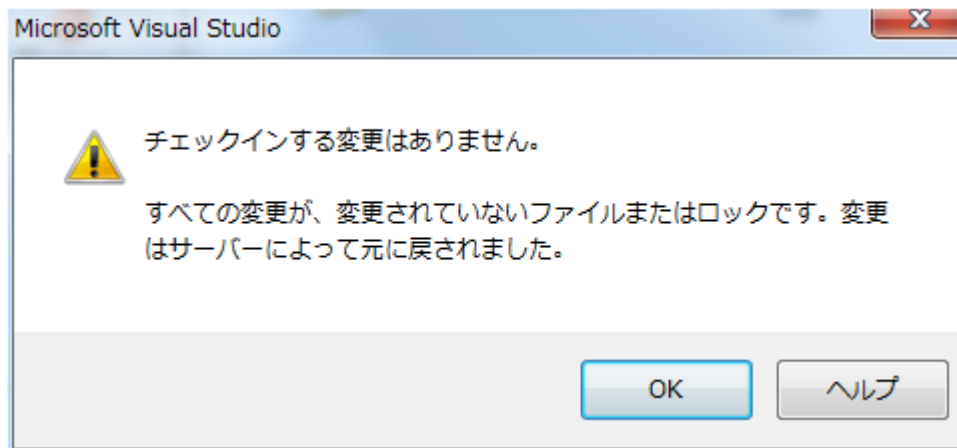 Microsoft Visual Studio
チェックインする変更はありません。
すべての変更が、変更されていないファイルまたはロックです。変更
はサーバーによって元に戻されました。
OK
ヘルプ